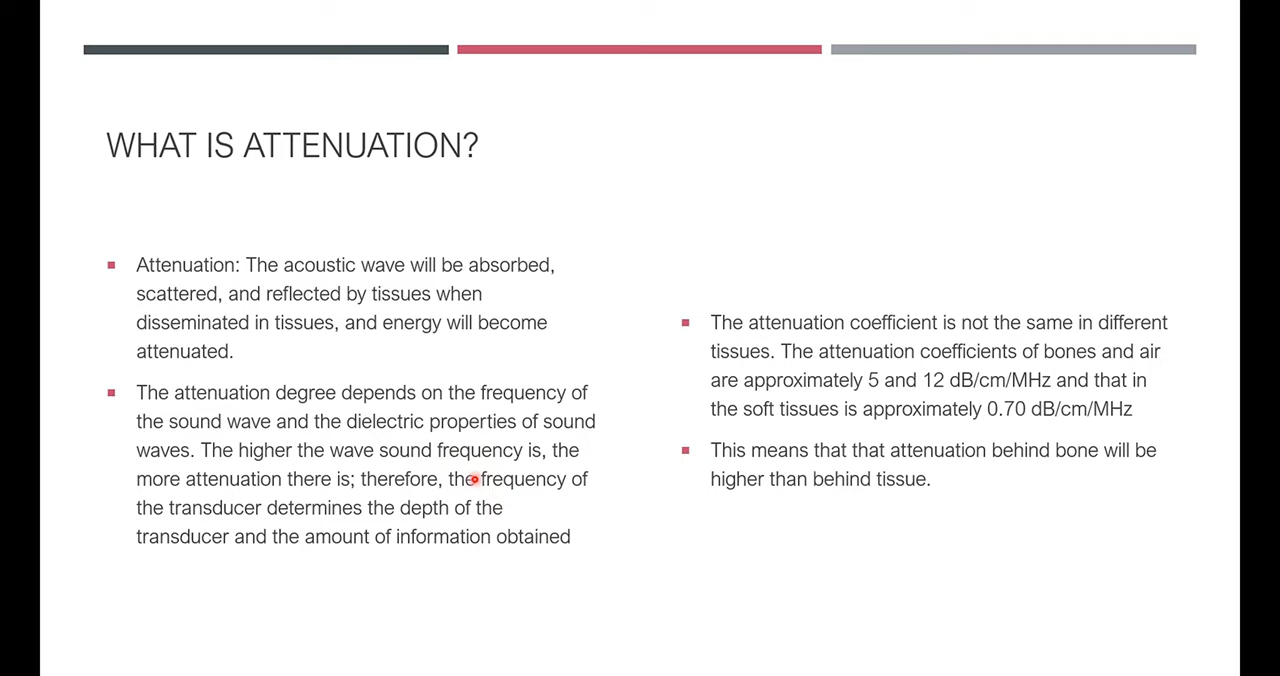 WHAT IS ATTENUATION?
Attenuation: The acoustic wave will be absorbed,
scattered, and reflected by tissues when
disseminated in tissues, and energy will become
attenuated.
The attenuation degree depends on the frequency of
the sound wave and the dielectric properties of sound
waves. The higher the wave sound frequency is, the
more attenuation there is; therefore, the frequency of
the transducer determines the depth of the
transducer and the amount of information obtained
The attenuation coefficient is not the same in different
tissues. The attenuation coefficients of bones and air
are approximately 5 and 12 dB/cm/MHz and that in
the soft tissues is approximately 0.70 dB/cm/MHz
This means that that attenuation behind bone will be
higher than behind tissue.